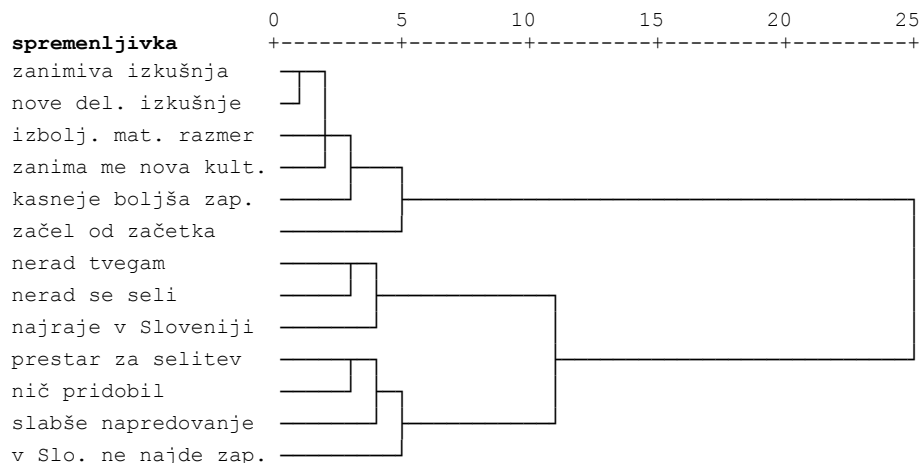 0 5 10 15 20 25
spremenljivka +---------+---------+---------+---------+---------+
zanimiva izkušnja
nove del. izkušnje
izbolj. mat. razmer
zanima me nova kult.
kasneje boljša zap.
začel od začetka
nerad tvegam
nerad se seli
najraje v Sloveniji
prestar za selitev
nič pridobil
slabše napredovanje
v Slo. ne najde zap.